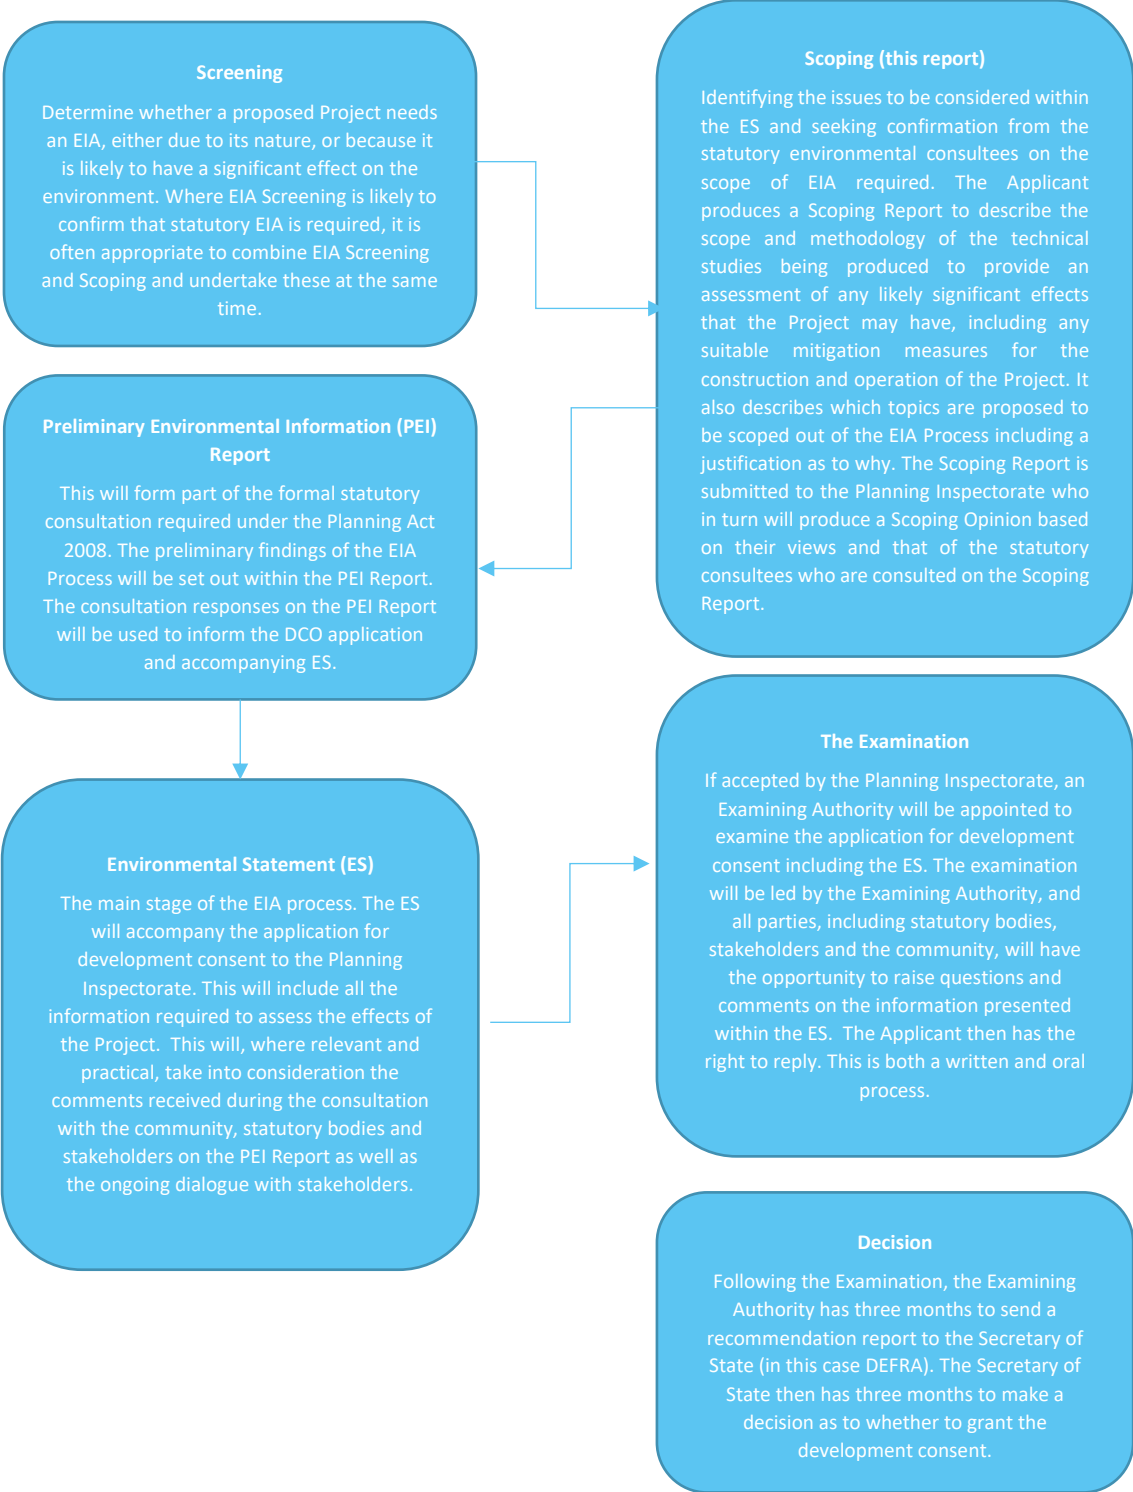 Screening
Determine whether a proposed Project needs
an EIA, either due to its nature, or because it
is likely to have a significant effect on the
environment. Where EIA Screening is likely to
confirm that statutory EIA is required, it is
often appropriate to combine EIA Screening
and Scoping and undertake these at the same
time.
Scoping (this report)
Identifying the issues to be considered within
the ES and seeking confirmation from the
statutory environmental consultees on the
scope of EIA required. The Applicant
produces a Scoping Report to describe the
scope and methodology of the technical
studies being produced to provide an
assessment of any likely significant effects
that the Project may have, including any
suitable mitigation measures for the
construction and operation of the Project. It
also describes which topics are proposed to
be scoped out of the EIA Process including a
justification as to why. The Scoping Report is
submitted to the Planning Inspectorate who
in turn will produce a Scoping Opinion based
on their views and that of the statutory
consultees who are consulted on the Scoping
Report.
Preliminary Environmental Information (PEI)
Report
This will form part of the formal statutory
consultation required under the Planning Act
2008. The preliminary findings of the EIA
Process will be set out within the PEI Report.
The consultation responses on the PEI Report
will be used to inform the DCO application
and accompanying ES.
Environmental Statement (ES)
The main stage of the EIA process. The ES
will accompany the application for
development consent to the Planning
Inspectorate. This will include all the
information required to assess the effects of
the Project. This will, where relevant and
practical, take into consideration the
comments received during the consultation
with the community, statutory bodies and
stakeholders on the PEI Report as well as
the ongoing dialogue with stakeholders.
The Examination
If accepted by the Planning Inspectorate, an
Examining Authority will be appointed to
examine the application for development
consent including the ES. The examination
will be led by the Examining Authority, and
all parties, including statutory bodies,
stakeholders and the community, will have
the opportunity to raise questions and
comments on the information presented
within the ES. The Applicant then has the
right to reply. This is both a written and oral
process.
Decision
Following the Examination, the Examining
Authority has three months to send a
recommendation report to the Secretary of
State (in this case DEFRA). The Secretary of
State then has three months to make a
decision as to whether to grant the
development consent.